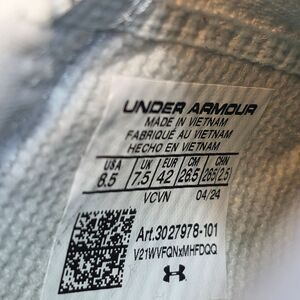 UNDER ARMOUR
MADE IN VIETNAM
FABRIQUÉ AU VIETNAM
HECHO EN VIETNAM
USA UK EUR CM CHN
8.5 7.5 42 26.5 265(2.5)
VCVN 04/24
Art.3027978-101
V21WVFQNxMHFDQQ